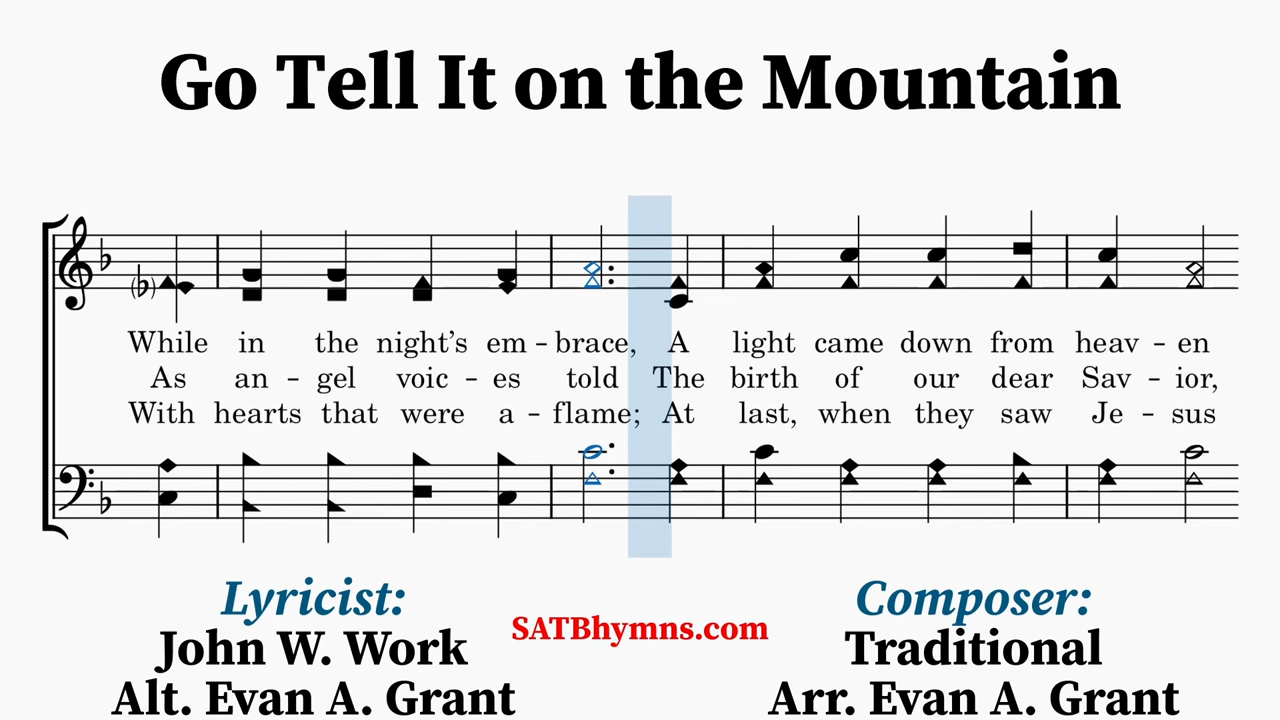 Go Tell It on the Mountain
While in the night’s em - brace, A light came down from heav - en
As an - gel voic - es told The birth of our dear Sav - ior,
With hearts that were a - flame; At last, when they saw Je - sus
Lyricist:
John W. Work
Alt. Evan A. Grant
SATBhymns.com
Composer:
Traditional
Arr. Evan A. Grant